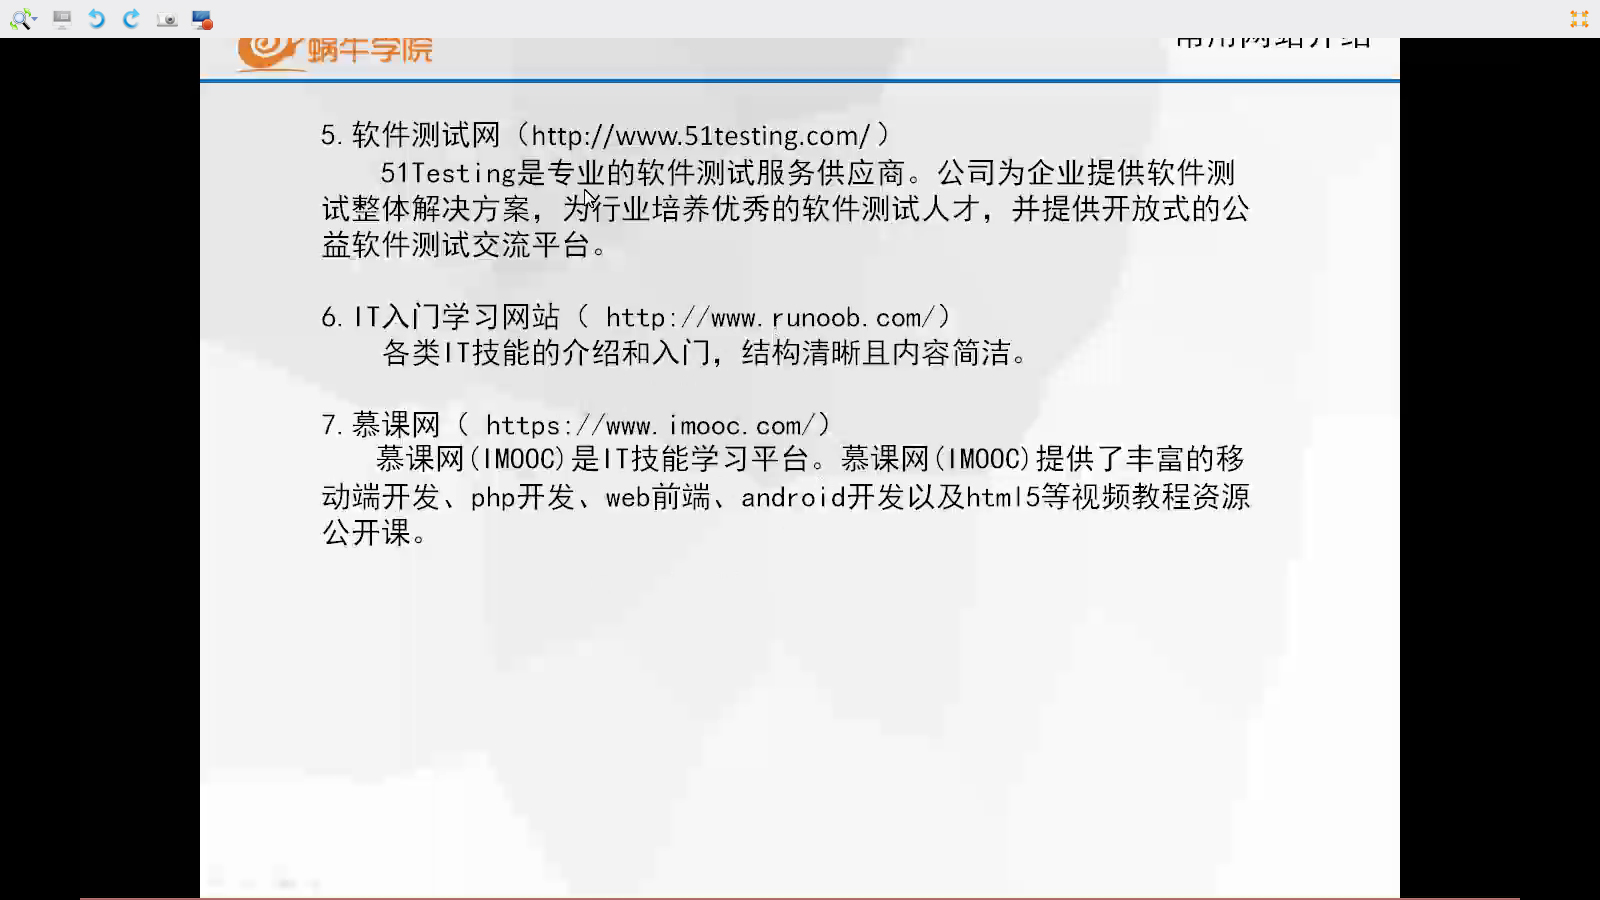 蜗牛学院
常用网站介绍
5.软件测试网（http://www.51testing.com/）
51Testing是专业的软件测试服务供应商。公司为企业提供软件测
试整体解决方案，为行业培养优秀的软件测试人才，并提供开放式的公
益软件测试交流平台。
6.IT入门学习网站（ http://www.runoob.com/）
各类IT技能的介绍和入门，结构清晰且内容简洁。
7.慕课网（ https://www.imooc.com/）
慕课网(IMOOC)是IT技能学习平台。慕课网(IMOOC)提供了丰富的移
动端开发、php开发、web前端、android开发以及html5等视频教程资源
公开课。